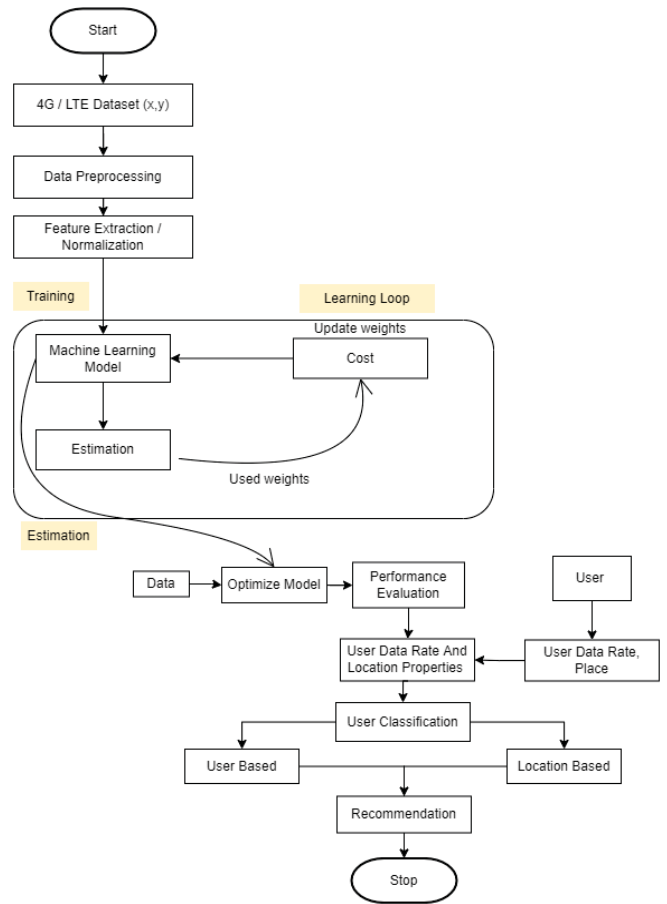 Start
4G / LTE Dataset (x,y)
Data Preprocessing
Feature Extraction /
Normalization
Training
Learning Loop
Update weights
Machine Learning
Model
Cost
Estimation
Used weights
Estimation
Data
Optimize Model
Performance
Evaluation
User
User Data Rate And
Location Properties
User Data Rate,
Place
User Classification
User Based
Location Based
Recommendation
Stop